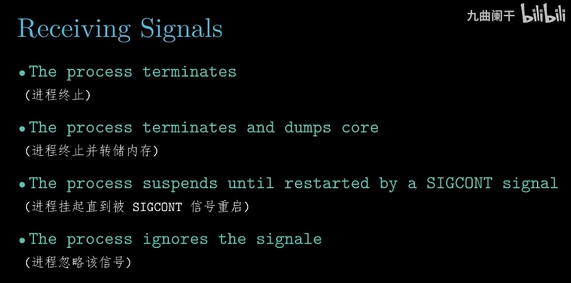 九曲阑干 bilibili
Receiving Signals
•The process terminates
(进程终止)
•The process terminates and dumps core
(进程终止并转储内存)
•The process suspends until restarted by a SIGCONT signal
(进程挂起直到被 SIGCONT 信号重启)
•The process ignores the signale
(进程忽略该信号)